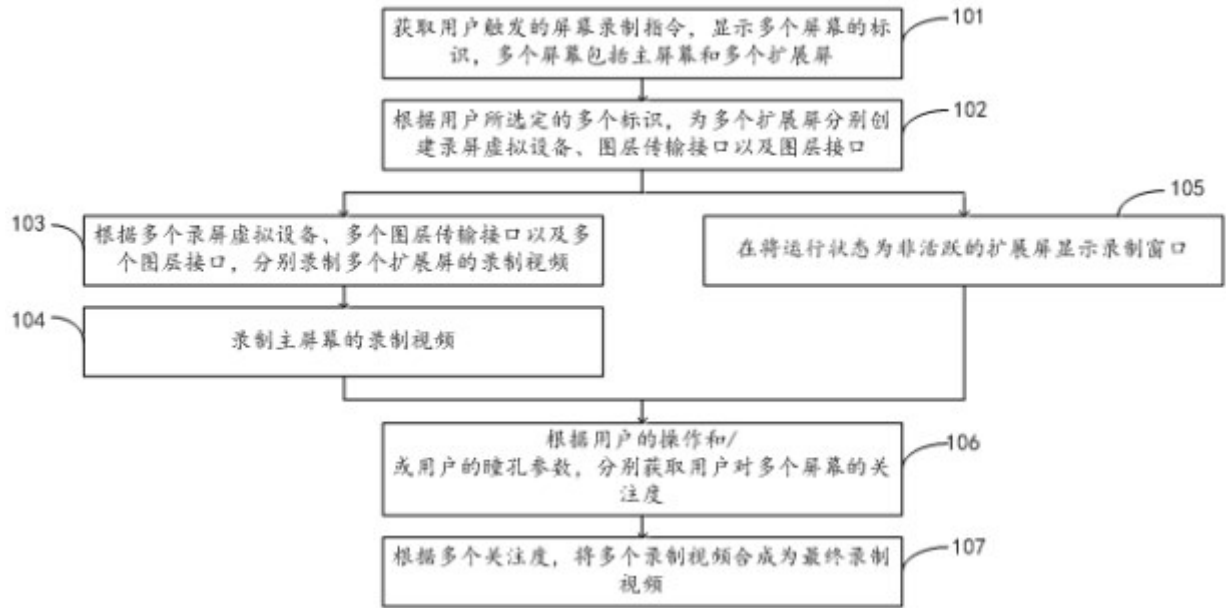 获取用户触发的屏幕录制指令，显示多个屏幕的标
识，多个屏幕包括主屏幕和多个扩展屏
101
根据用户所选定的多个标识，为多个扩展屏分别创
建录屏虚拟设备、图层传输接口以及图层接口
102
103
根据多个录屏虚拟设备、多个图层传输接口以及多
个图层接口，分别录制多个扩展屏的录制视频
105
在将运行状态为非活跃的扩展屏显示录制窗口
104
录制主屏幕的录制视频
根据用户的操作和/
或用户的瞳孔参数，分别获取用户对多个屏幕的关
注度
106
根据多个关注度，将多个录制视频合成为最终录制
视频
107